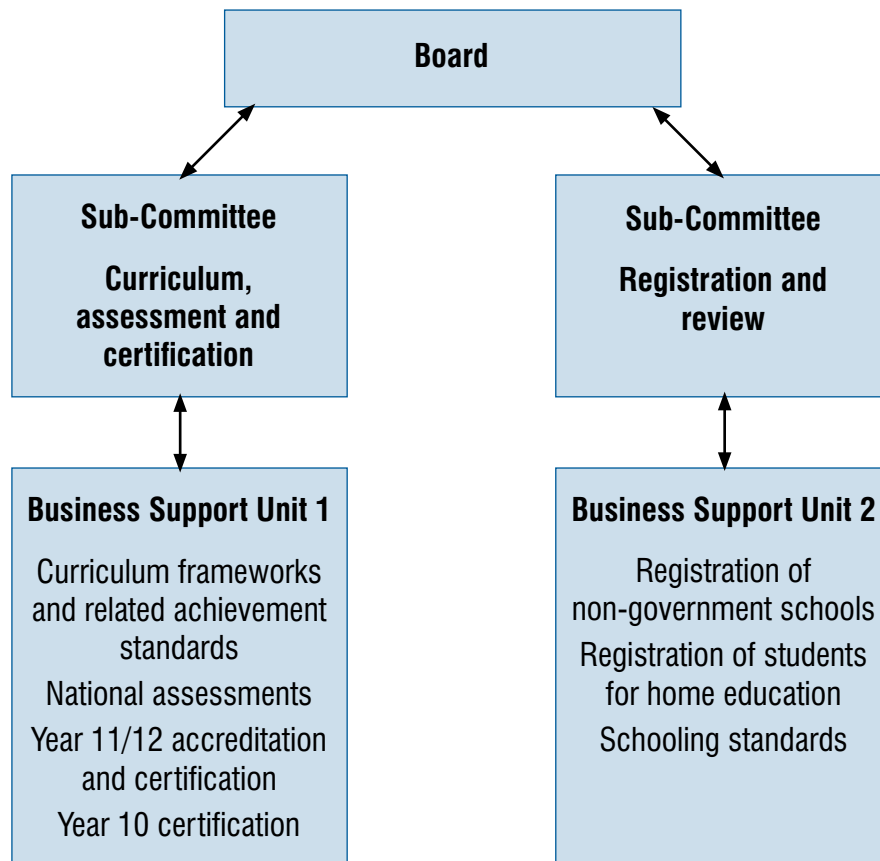 Board
Sub-Committee
Curriculum,
assessment and
certification
Sub-Committee
Registration and
review
Business Support Unit 1
Curriculum frameworks
and related achievement
standards
National assessments
Year 11/12 accreditation
and certification
Year 10 certification
Business Support Unit 2
Registration of
non-government schools
Registration of students
for home education
Schooling standards